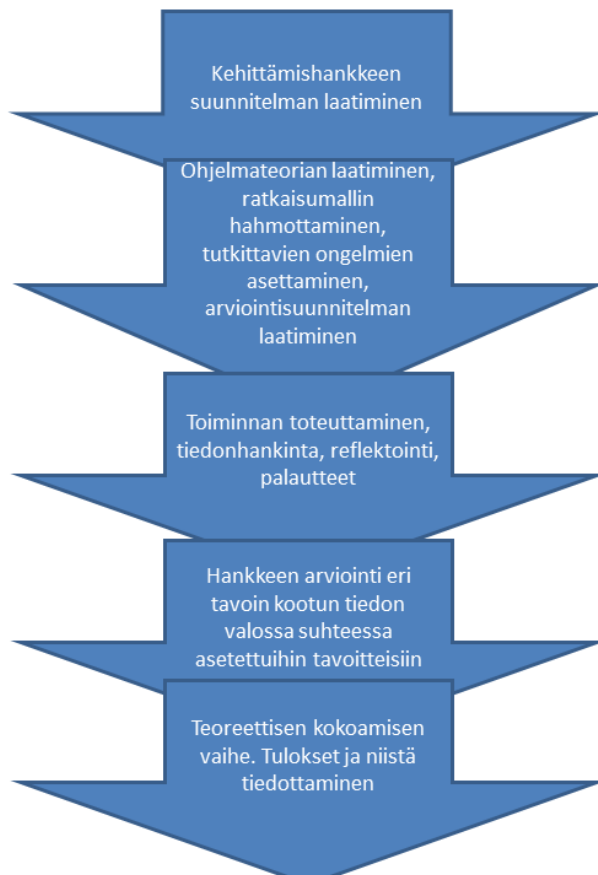 Kehittämishankkeen
suunnitelman laatiminen
Ohjelmateorian laatiminen,
ratkaisumallin
hahmottaminen,
tutkittavien ongelmien
asettaminen,
arviointisuunnitelman
laatiminen
Toiminnan toteuttaminen,
tiedonhankinta, reflektointi,
palautteet
Hankkeen arviointi eri
tavoin kootun tiedon
valossa suhteessa
asetettuihin tavoitteisiin
Teoreettisen kokoamisen
vaihe. Tulokset ja niistä
tiedottaminen